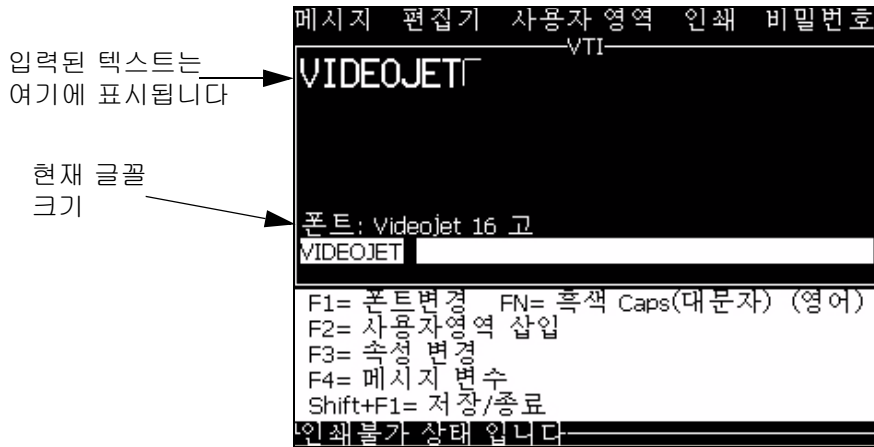 메시지 편집기 사용자 영역 인쇄 비밀번호
VTI
입력된 텍스트는
여기에 표시됩니다
VIDEOJET
현재 글꼴
크기
폰트: Videojet 16 고
VIDEOJET
F1= 폰트변경 FN= 흑색 Caps(대문자) (영어)
F2= 사용자영역 삽입
F3= 속성 변경
F4= 메시지 변수
Shift+F1= 저장/종료
인쇄불가 상태 입니다